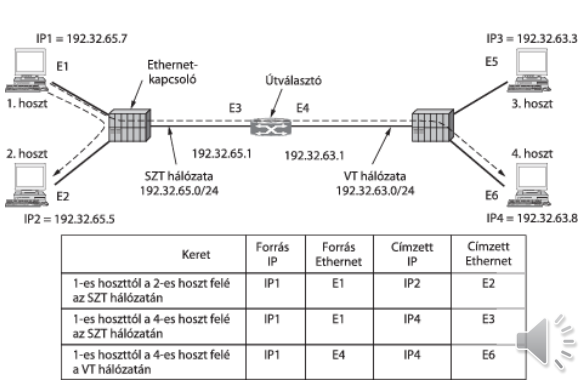 IP1 = 192.32.65.7
E1
1. hoszt
Ethernet-
kapcsoló
Útválasztó
E3
E4
IP3 = 192.32.63.3
E5
3. hoszt
2. hoszt
E2
IP2 = 192.32.65.5
192.32.65.1
SZT hálózata
192.32.65.0/24
192.32.63.1
VT hálózata
192.32.63.0/24
4. hoszt
E6
IP4 = 192.32.63.8
Keret
Forrás
IP
Forrás
Ethernet
Címzett
IP
Címzett
Ethernet
1-es hoszttól a 2-es hoszt felé
az SZT hálózatán
IP1
E1
IP2
E2
1-es hoszttól a 4-es hoszt felé
az SZT hálózatán
IP1
E1
IP4
E3
1-es hoszttól a 4-es hoszt felé
a VT hálózatán
IP1
E4
IP4
E6